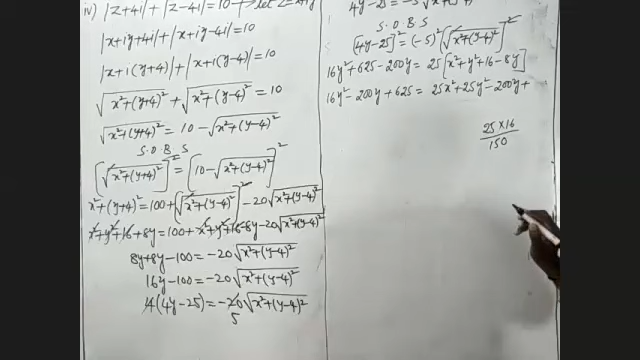 iv) |z+4i| + |z-4i| = 10 → let z = x+iy
|x+iy+4i| + |x+iy-4i| = 10
|x+i(y+4)| + |x+i(y-4)| = 10
√x²+(y+4)² + √x²+(y-4)² = 10
√x²+(y+4)² = 10 - √x²+(y-4)²
S.O.B.S
[√x²+(y+4)²]² = [10-√x²+(y-4)²]²
x²+(y+4)² = 100+[√x²+(y-4)²]² - 20√x²+(y-4)²
x²+y²+16+8y = 100+x²+y²+16-8y-20√x²+(y-4)²
8y+8y-100 = -20√x²+(y-4)²
16y-100 = -20√x²+(y-4)²
4(4y-25) = -20√x²+(y-4)²
5
4y-25 = -5
S.O.B.S
[4y-25]² = (-5)²[√x²+(y-4)²]²
16y²+625-200y = 25[x²+y²+16-8y]
16y²-200y+625 = 25x²+25y²-200y+
25×16
150